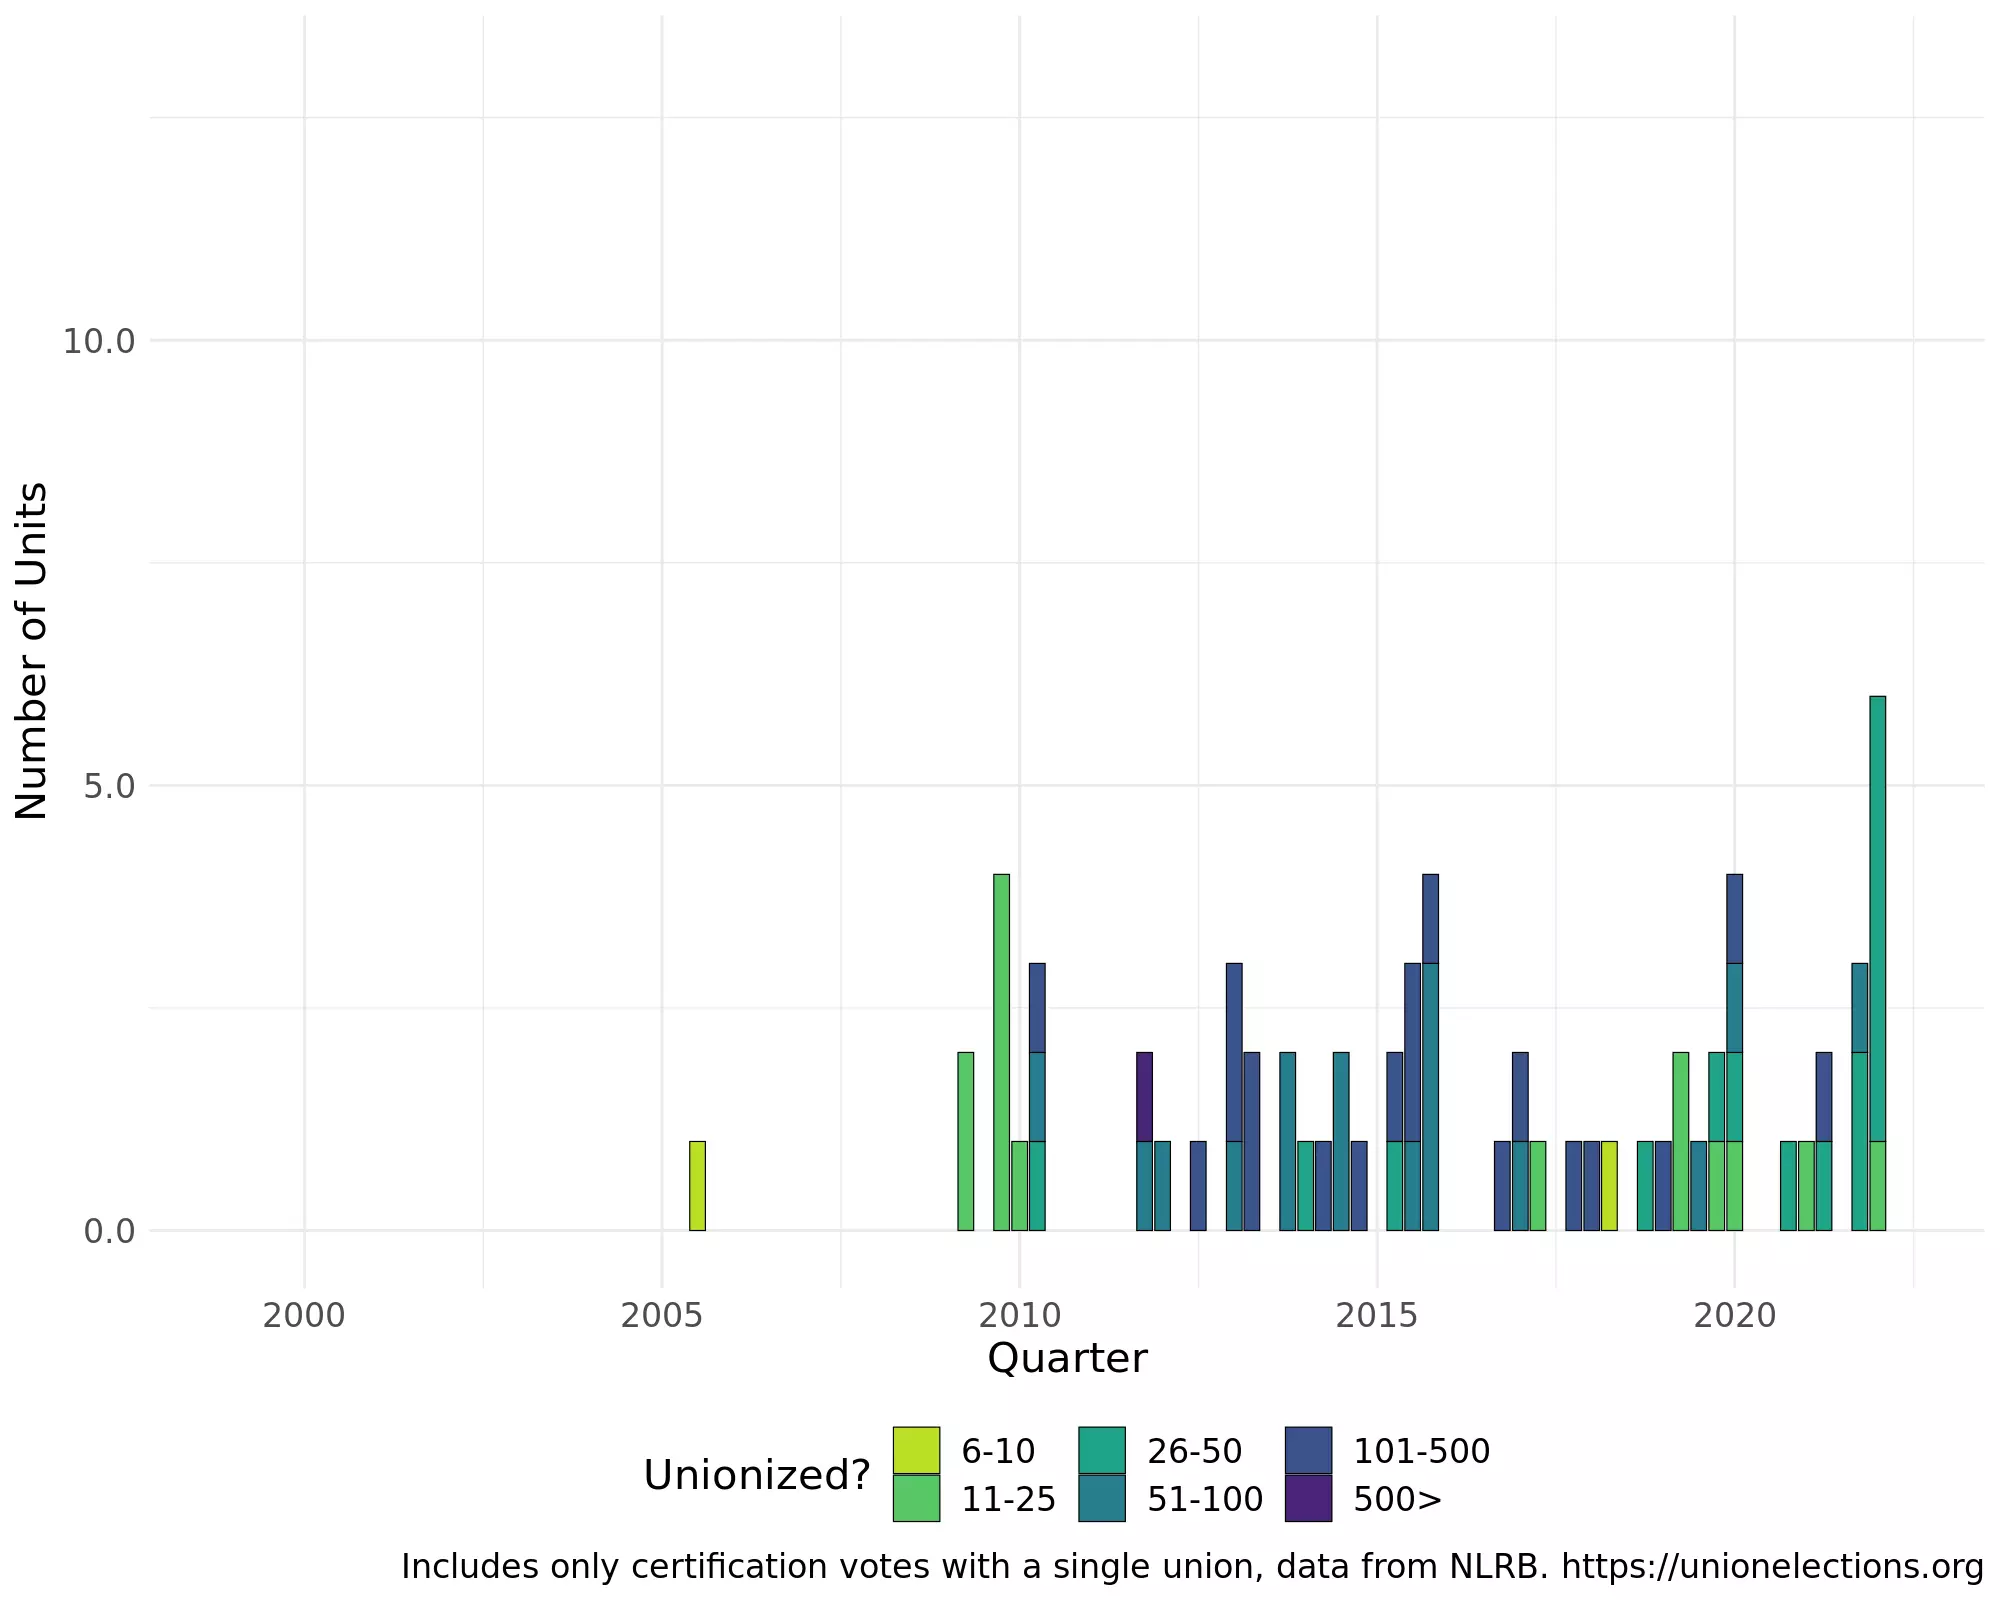 Number of Units
10.0
5.0
0.0
2000 2005 2010 2015 2020
Quarter
Unionized?
6-10 26-50 101-500
11-25 51-100 500>
Includes only certification votes with a single union, data from NLRB. https://unionelections.org